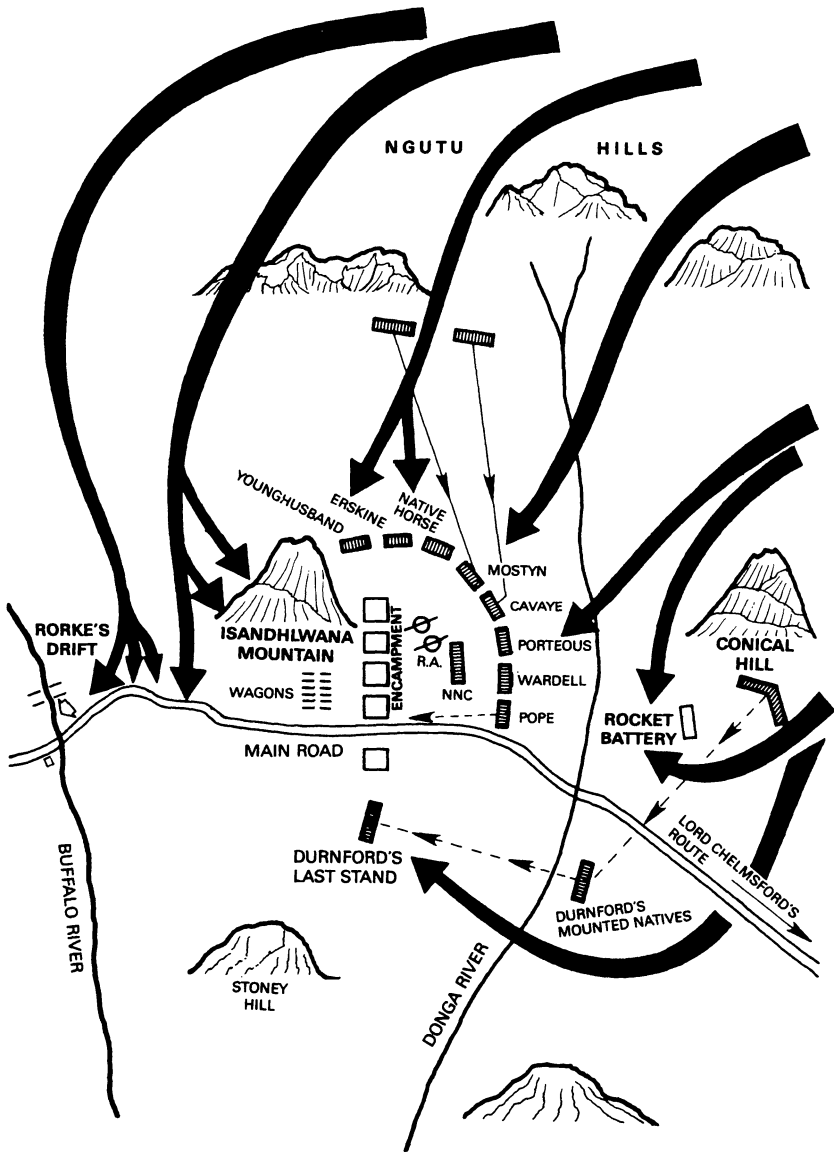 NGUTU HILLS
YOUNGHUSBAND
ERSKINE
NATIVE
HORSE
MOSTYN
CAVAYE
PORTEOUS
WARDELL
POPE
RORKE'S
DRIFT
ISANDHLWANA
MOUNTAIN
WAGONS
ENCAMPMENT
R.A.
NNC
CONICAL
HILL
ROCKET
BATTERY
MAIN ROAD
LORD CHELMSFORD'S
ROUTE
DURNFORD'S
LAST STAND
DURNFORD'S
MOUNTED NATIVES
BUFFALO RIVER
STONEY
HILL
DONGA RIVER